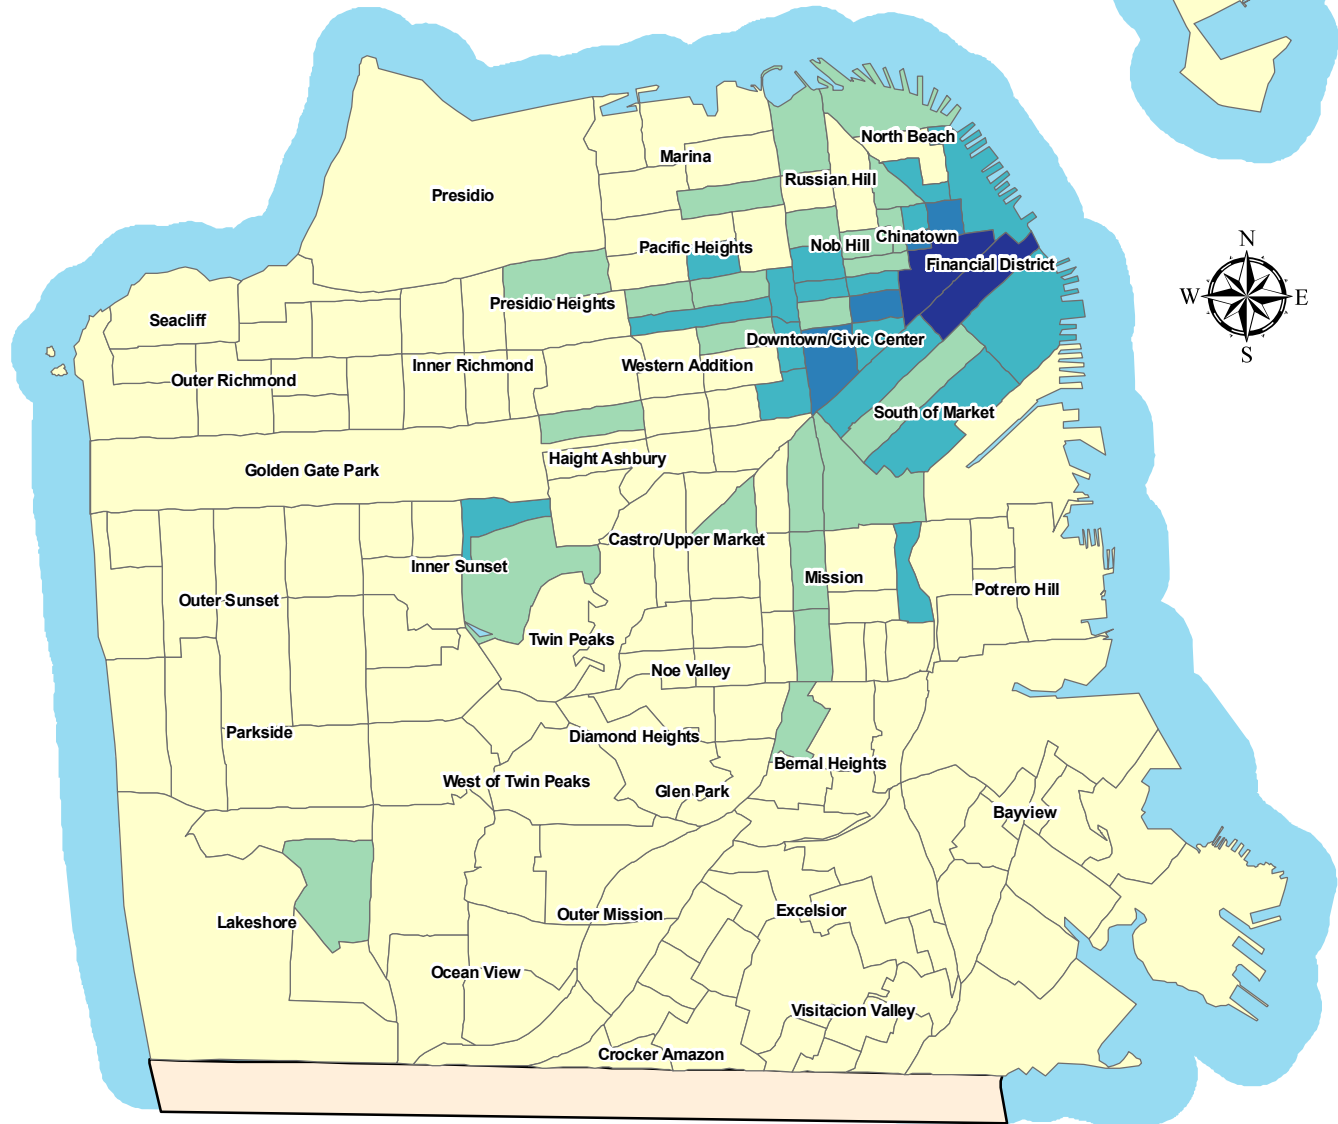 North Beach
Marina
Russian Hill
Presidio
Chinatown
Nob Hill
Pacific Heights
Financial District
N
W
E
S
Presidio Heights
Seacliff
Downtown/Civic Center
Inner Richmond
Western Addition
Outer Richmond
South of Market
Haight Ashbury
Golden Gate Park
Castro/Upper Market
Inner Sunset
Mission
Potrero Hill
Outer Sunset
Twin Peaks
Noe Valley
Parkside
Diamond Heights
Bernal Heights
West of Twin Peaks
Glen Park
Bayview
Excelsior
Outer Mission
Lakeshore
Ocean View
Visitacion Valley
Crocker Amazon